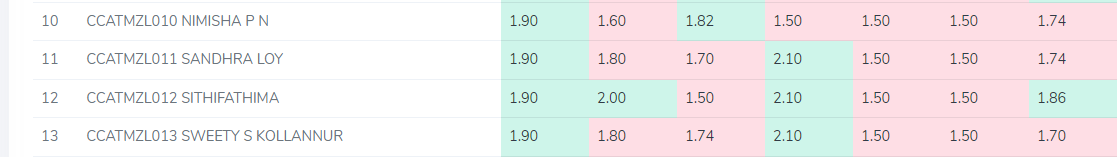 10 CCATMZL010 NIMISHA P N 1.90 1.60 1.82 1.50 1.50 1.50 1.74
11 CCATMZL011 SANDHRA LOY 1.90 1.80 1.70 2.10 1.50 1.50 1.74
12 CCATMZL012 SITHIFATHIMA 1.90 2.00 1.50 2.10 1.50 1.50 1.86
13 CCATMZL013 SWEETY S KOLLANNUR 1.90 1.80 1.74 2.10 1.50 1.50 1.70